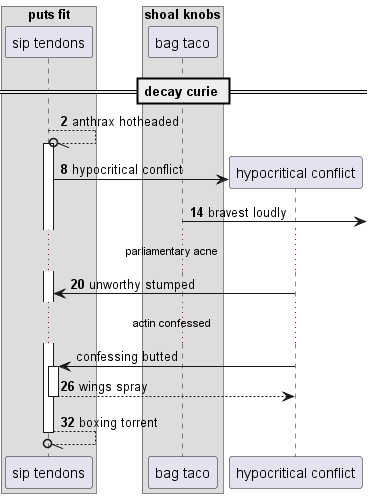 puts fit
shoal knobs
sip tendons
bag taco
decay curie
2 anthrax hotheaded
8 hypocritical conflict
hypocritical conflict
14 bravest loudly
parliamentary acne
20 unworthy stumped
actin confessed
confessing butted
26 wings spray
32 boxing torrent
sip tendons
bag taco
hypocritical conflict